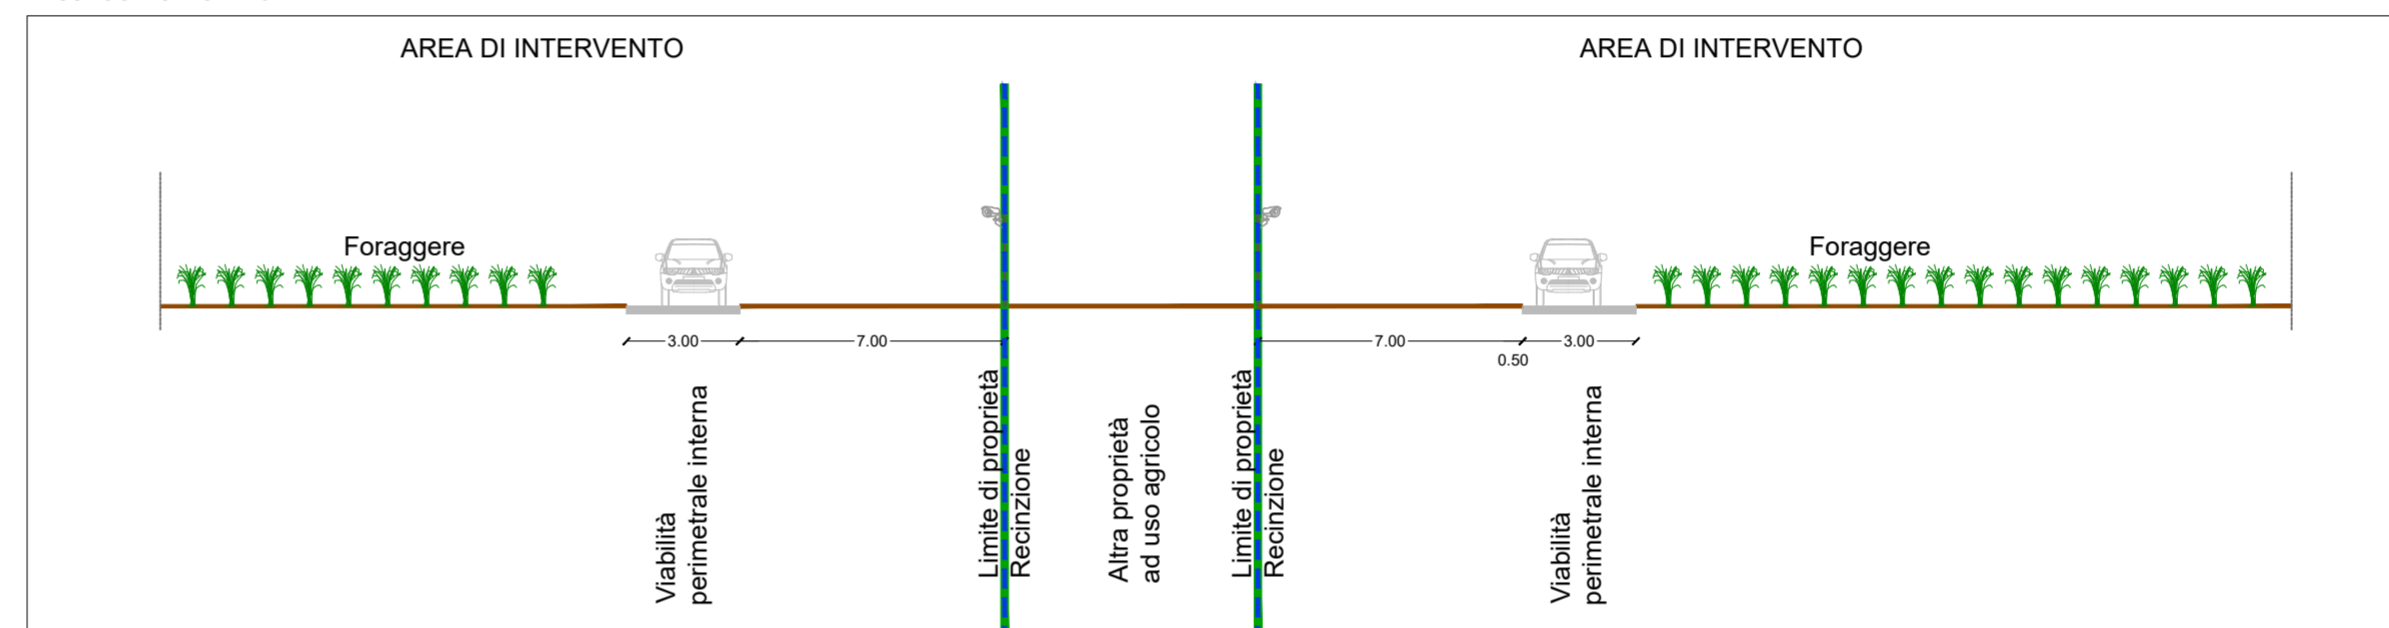 AREA DI INTERVENTO
AREA DI INTERVENTO
Foraggere
Foraggere
3.00
7.00
7.00
3.00
0.50
Viabilità
perimetrale interna
Limite di proprietà
Recinzione
Altra proprietà
ad uso agricolo
Limite di proprietà
Recinzione
Viabilità
perimetrale interna